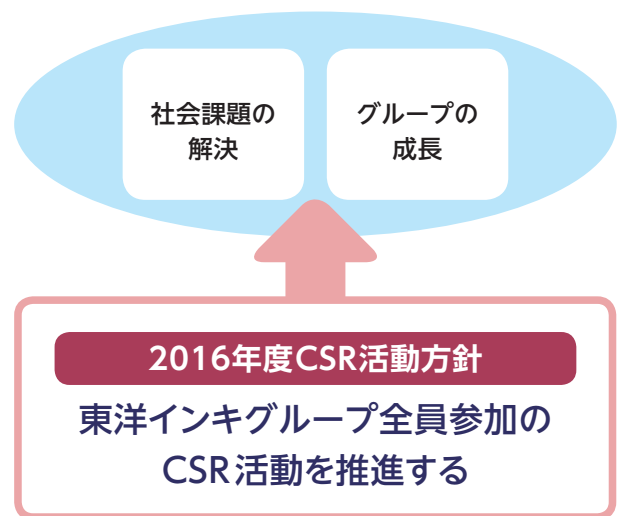 社会課題の
解決
グループの
成長
2016年度CSR活動方針
東洋インキグループ全員参加の
CSR活動を推進する